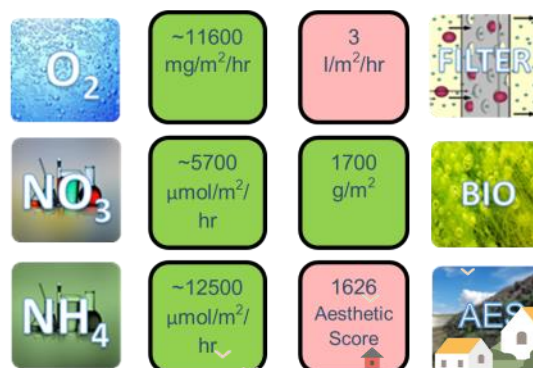 O2
~11600
mg/m²/hr
3
l/m²/hr
FILTER
NO3
~5700
µmol/m²/
hr
1700
g/m²
BIO
NH4
~12500
µmol/m²/
hr
1626
Aesthetic
Score
AES